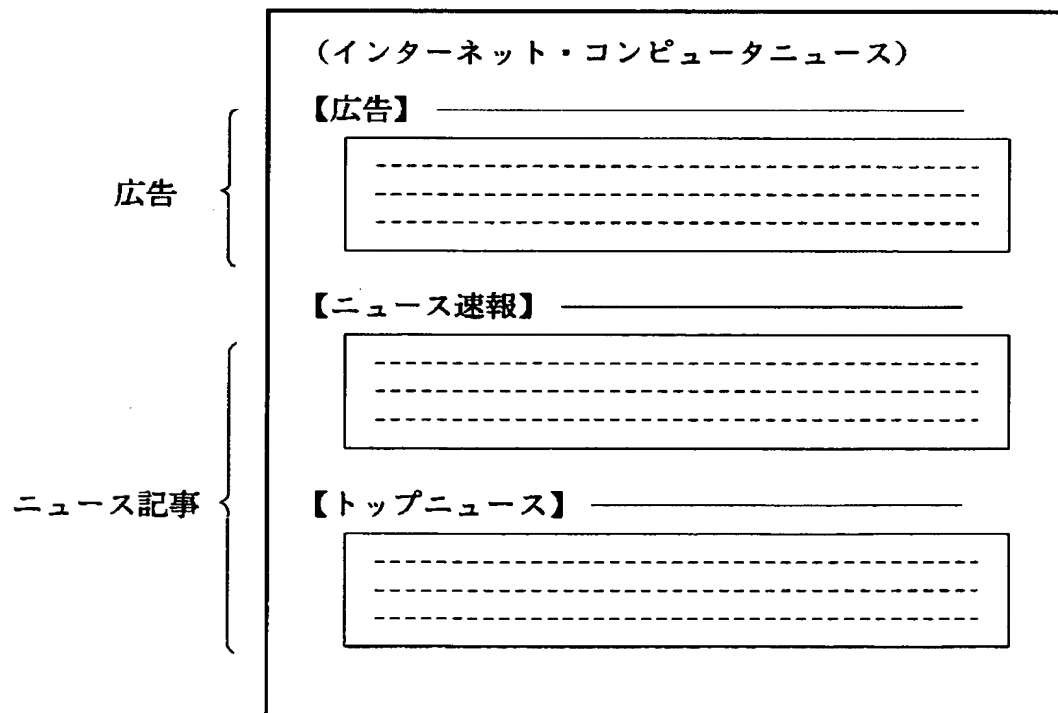 (インターネット・コンピュータニュース)
【広告】
広告
【ニュース速報】
ニュース記事
【トップニュース】